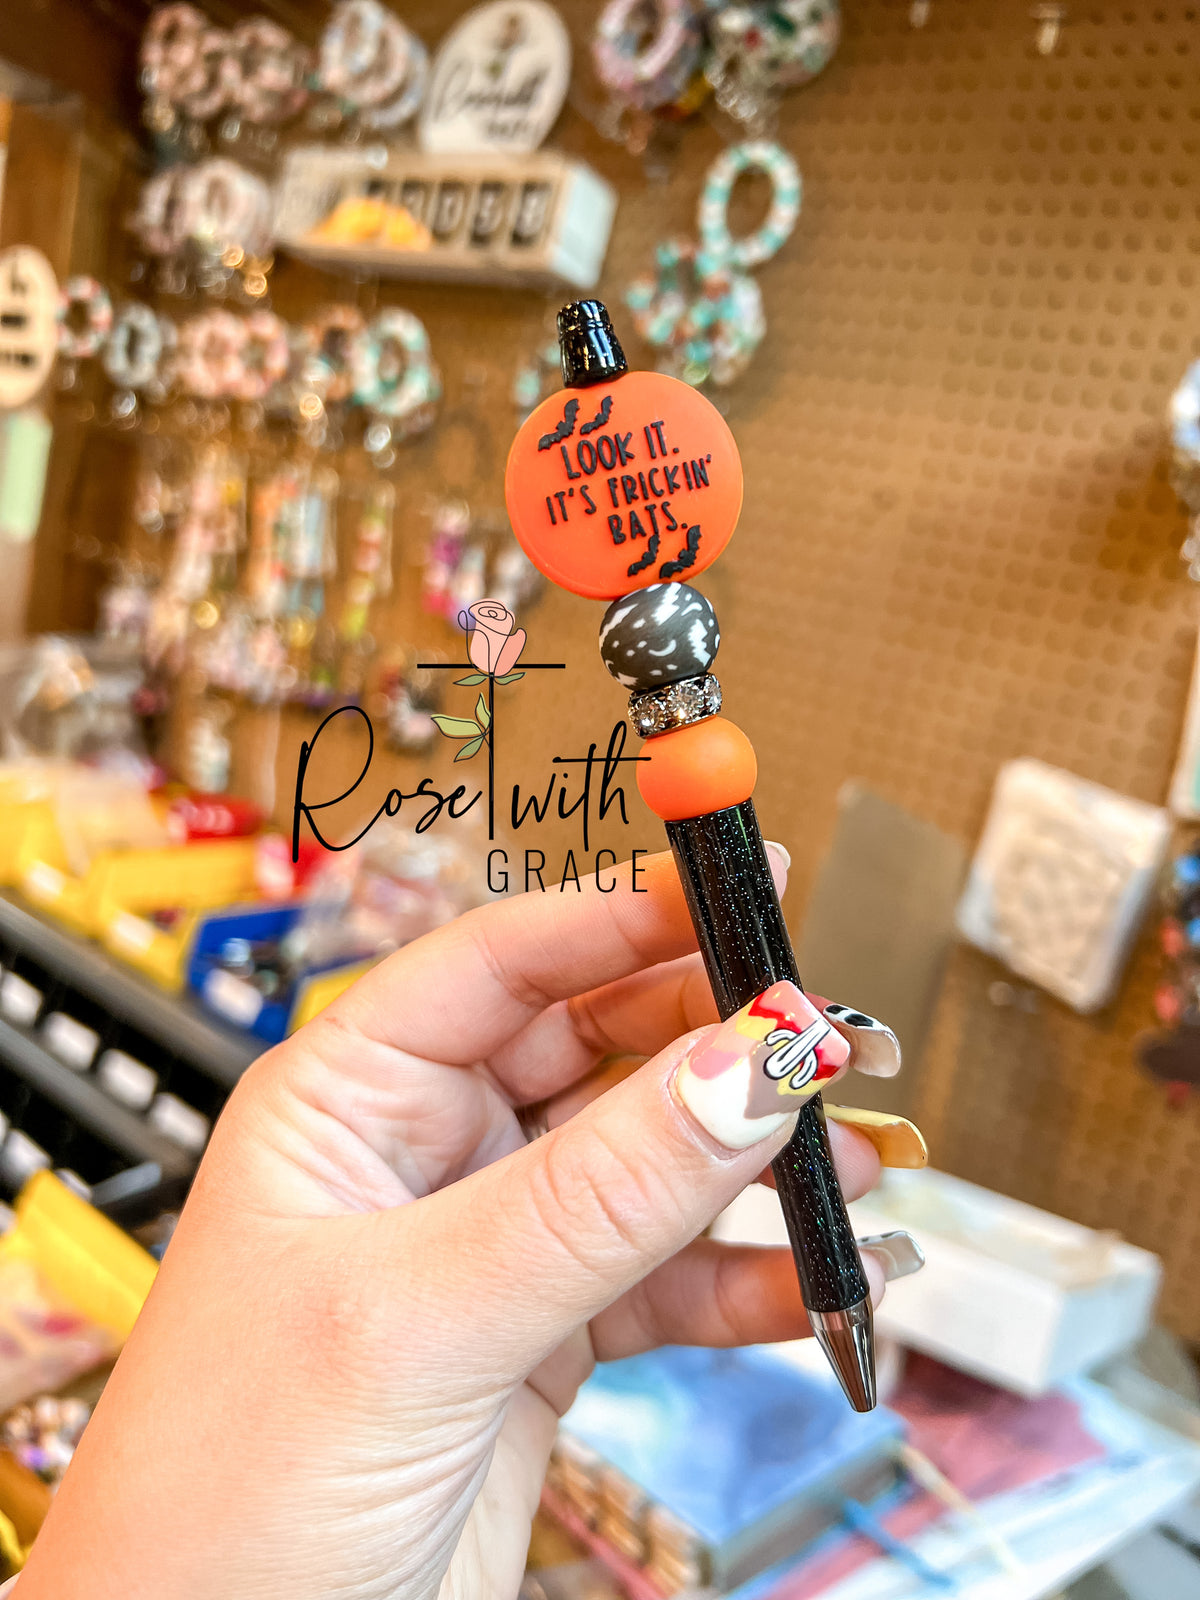 LOOK IT.
IT'S FRICKIN'
BATS.
Rose with
GRACE